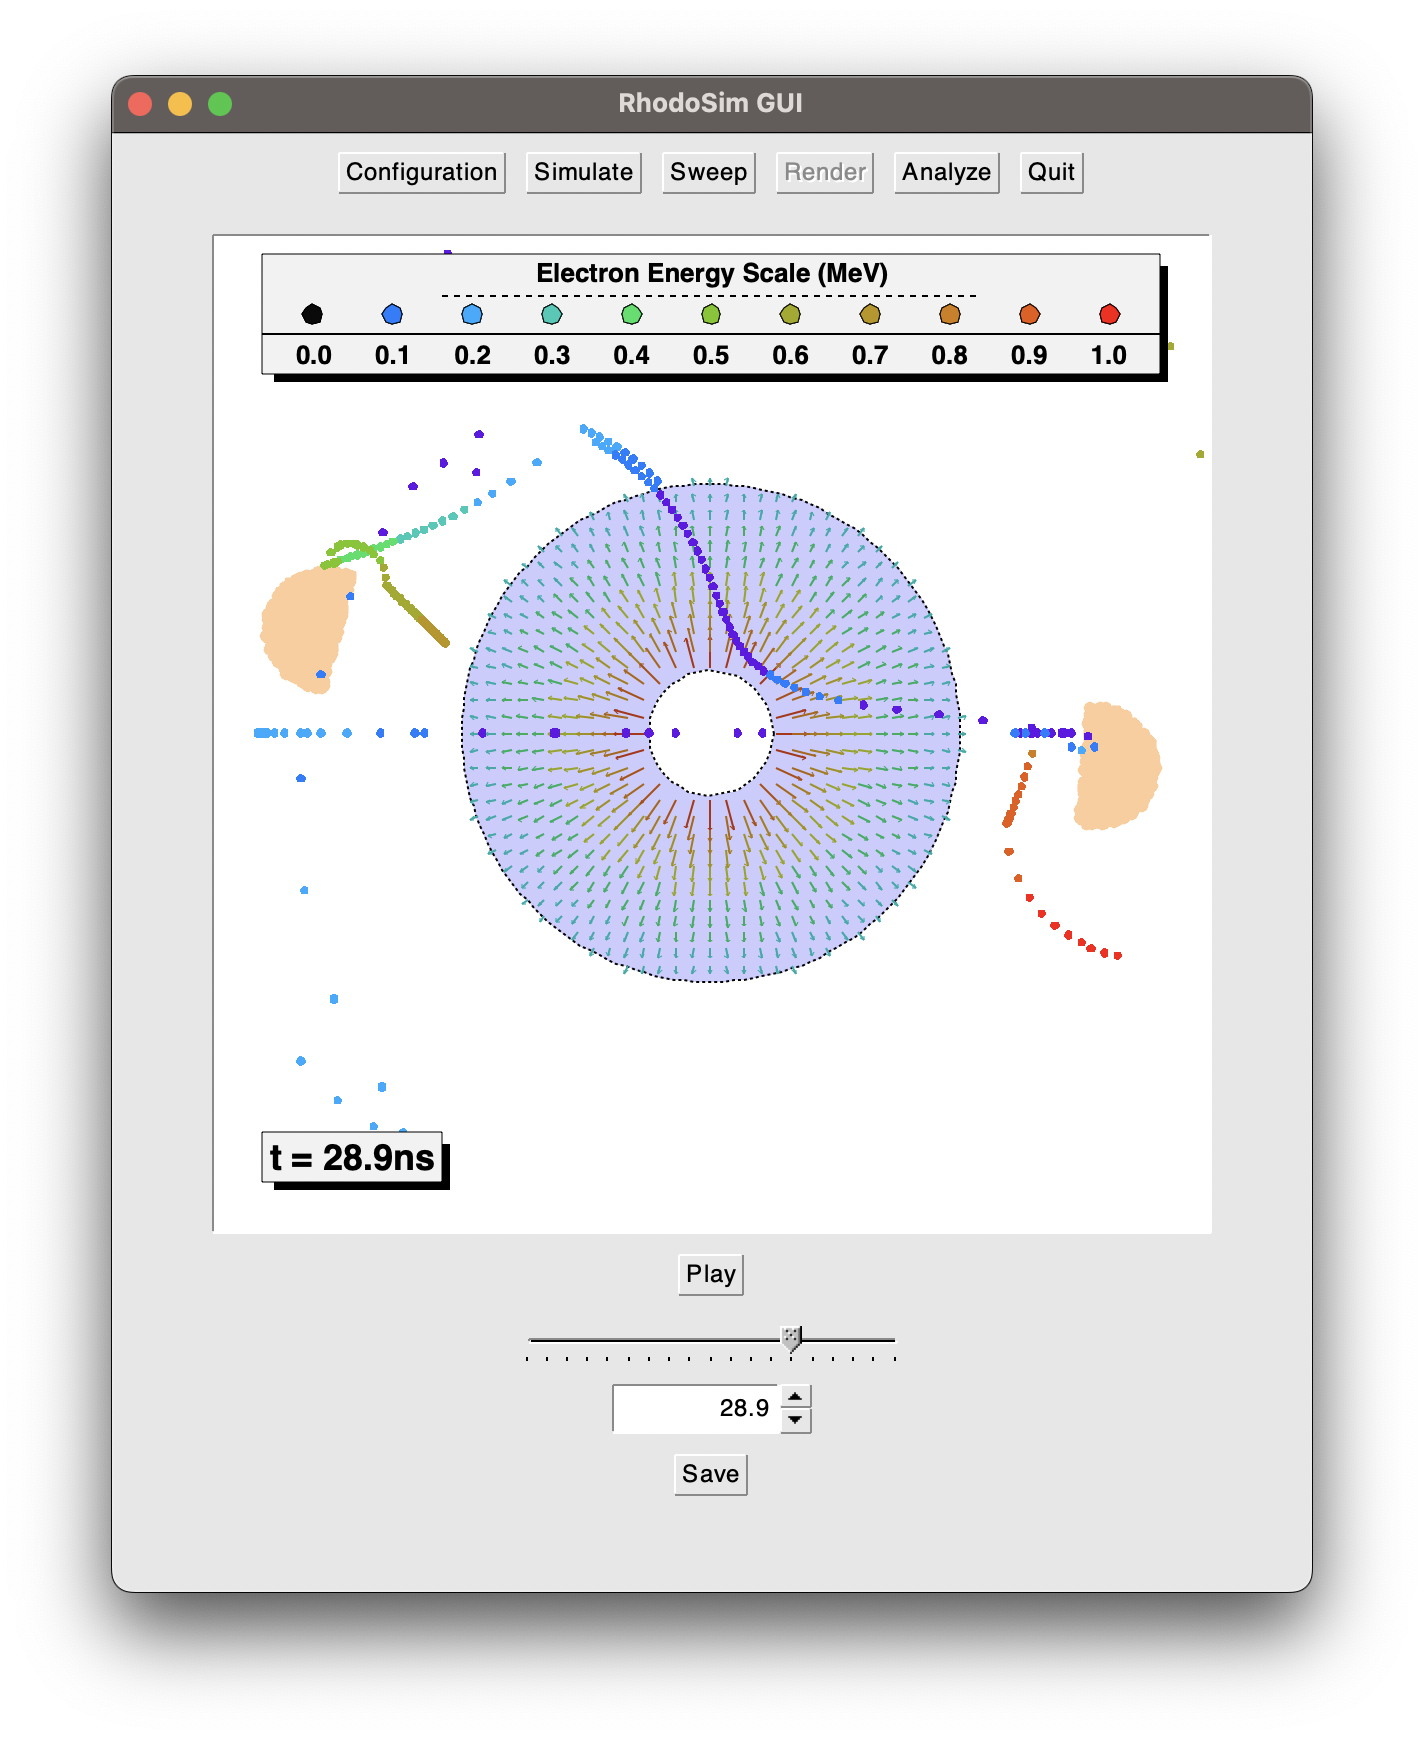 RhodoSim GUI
Configuration Simulate Sweep Render Analyze Quit
Electron Energy Scale (MeV)
0.0 0.1 0.2 0.3 0.4 0.5 0.6 0.7 0.8 0.9 1.0
t = 28.9ns
Play
28.9
Save